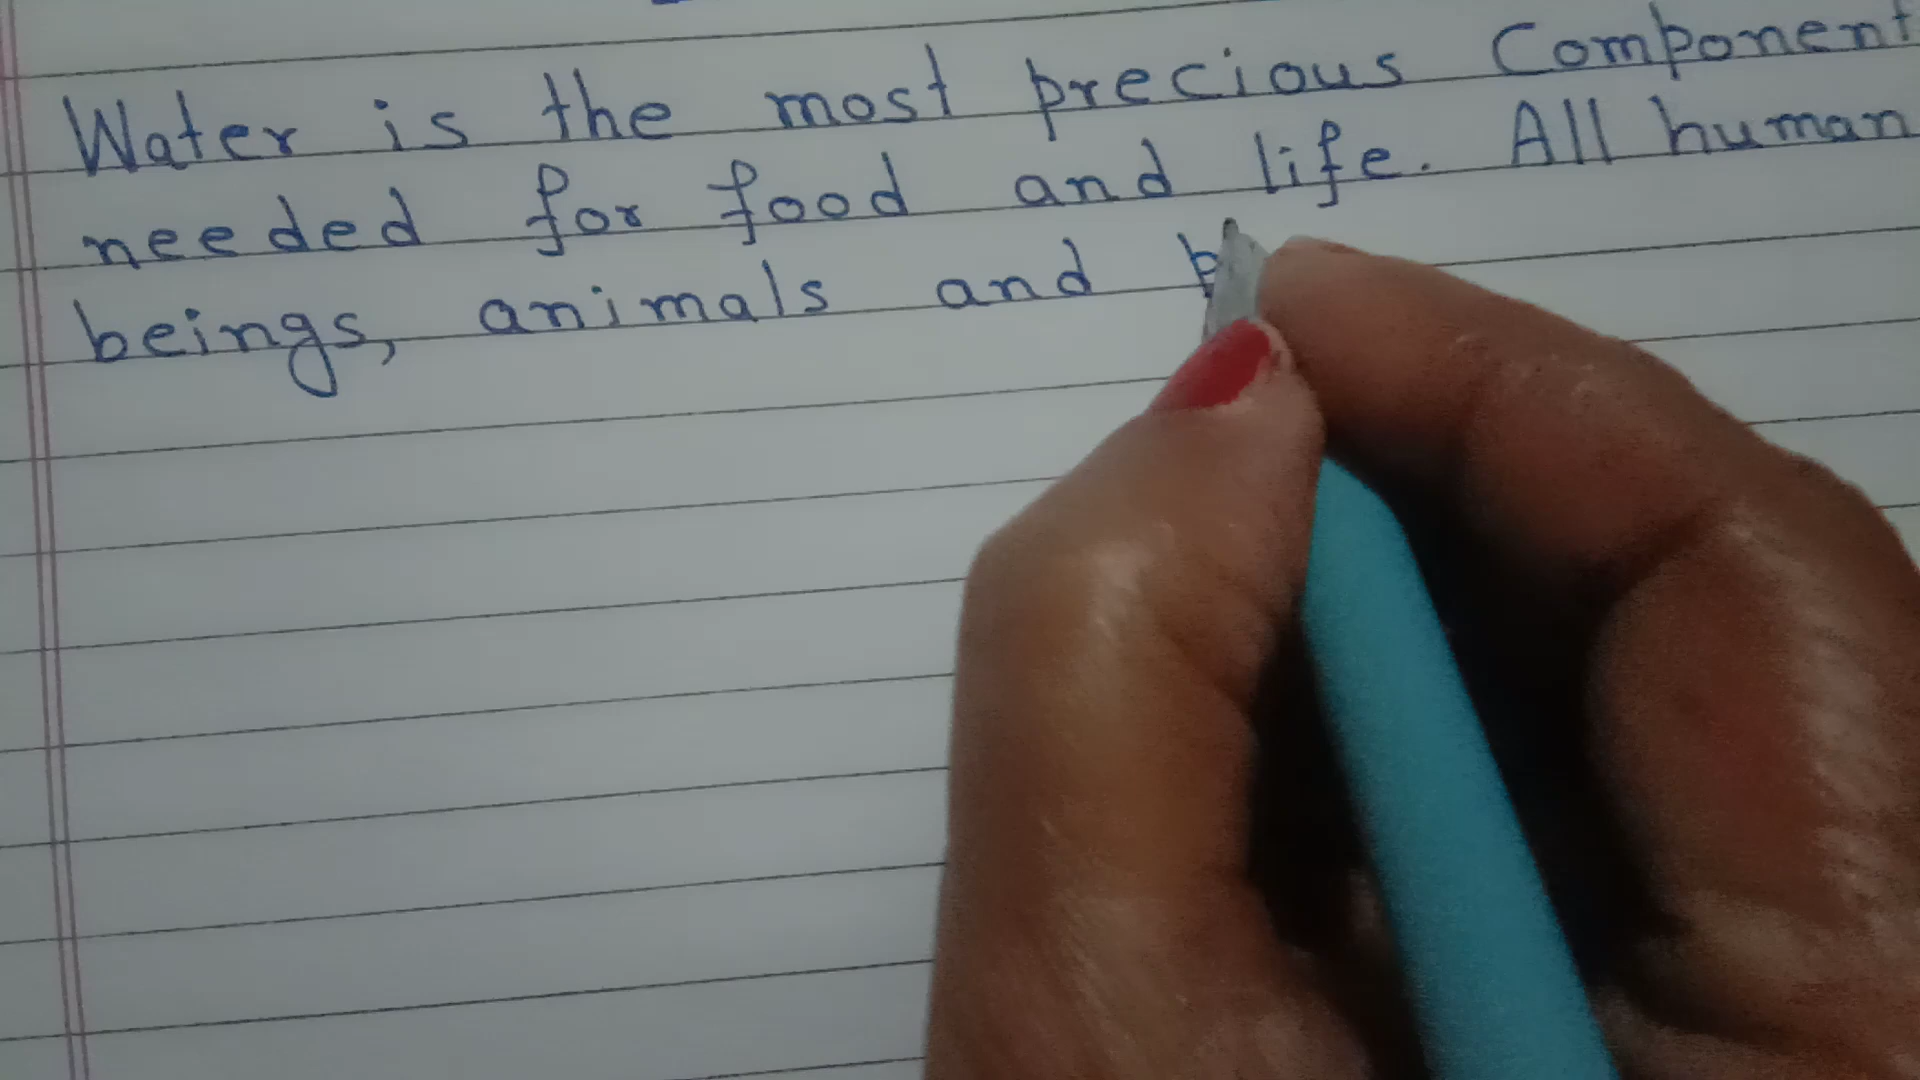 Water is the most precious Component
needed for food and life. All human
beings, animals and p